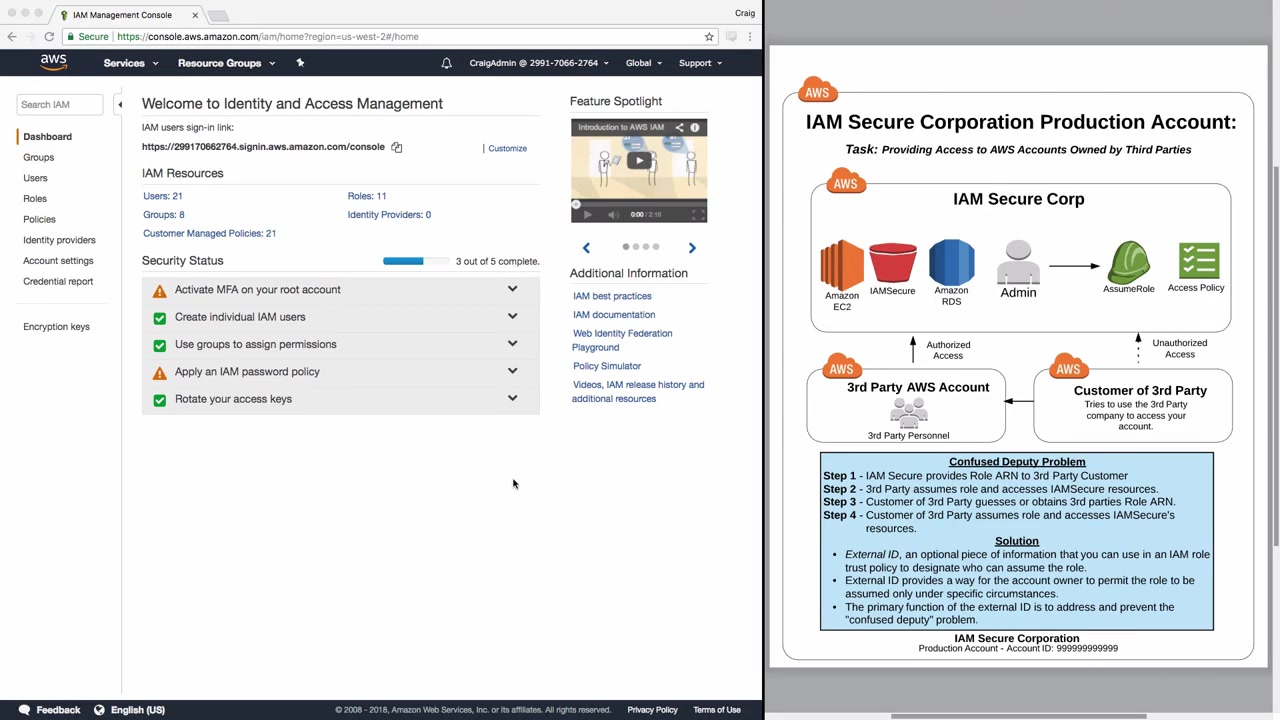 IAM Management Console
Craig
Secure
https://console.aws.amazon.com/iam/home?region=us-west-2#/home
aws
Services
Resource Groups
CraigAdmin @ 2991-7066-2764
Global
Support
Search IAM
Dashboard
Groups
Users
Roles
Policies
Identity providers
Account settings
Credential report
Encryption keys
Welcome to Identity and Access Management
IAM users sign-in link:
https://299170662764.signin.aws.amazon.com/console
Customize
IAM Resources
Users: 21
Roles: 11
Groups: 8
Identity Providers: 0
Customer Managed Policies: 21
Security Status
3 out of 5 complete.
Activate MFA on your root account
Create individual IAM users
Use groups to assign permissions
Apply an IAM password policy
Rotate your access keys
Feature Spotlight
Introduction to AWS IAM
0:00 / 2:16
Additional Information
IAM best practices
IAM documentation
Web Identity Federation
Playground
Policy Simulator
Videos, IAM release history and
additional resources
Feedback
English (US)
© 2008 - 2018, Amazon Web Services, Inc. or its affiliates. All rights reserved.
Privacy Policy
Terms of Use
AWS
IAM Secure Corporation Production Account:
Task: Providing Access to AWS Accounts Owned by Third Parties
AWS
IAM Secure Corp
Amazon
EC2
IAMSecure
Amazon
RDS
Admin
AssumeRole
Access Policy
Authorized
Access
Unauthorized
Access
AWS
3rd Party AWS Account
3rd Party Personnel
AWS
Customer of 3rd Party
Tries to use the 3rd Party
company to access your
account.
Confused Deputy Problem
Step 1 - IAM Secure provides Role ARN to 3rd Party Customer
Step 2 - 3rd Party assumes role and accesses IAMSecure resources.
Step 3 - Customer of 3rd Party guesses or obtains 3rd parties Role ARN.
Step 4 - Customer of 3rd Party assumes role and accesses IAMSecure's
resources.
Solution
• External ID, an optional piece of information that you can use in an IAM role
trust policy to designate who can assume the role.
• External ID provides a way for the account owner to permit the role to be
assumed only under specific circumstances.
• The primary function of the external ID is to address and prevent the
"confused deputy" problem.
IAM Secure Corporation
Production Account - Account ID: 999999999999